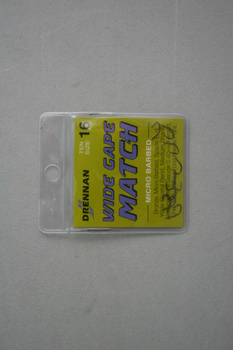 DRENNAN
TEN
SIZE 16
WIDE GAPE
MATCH
MICRO BARBED